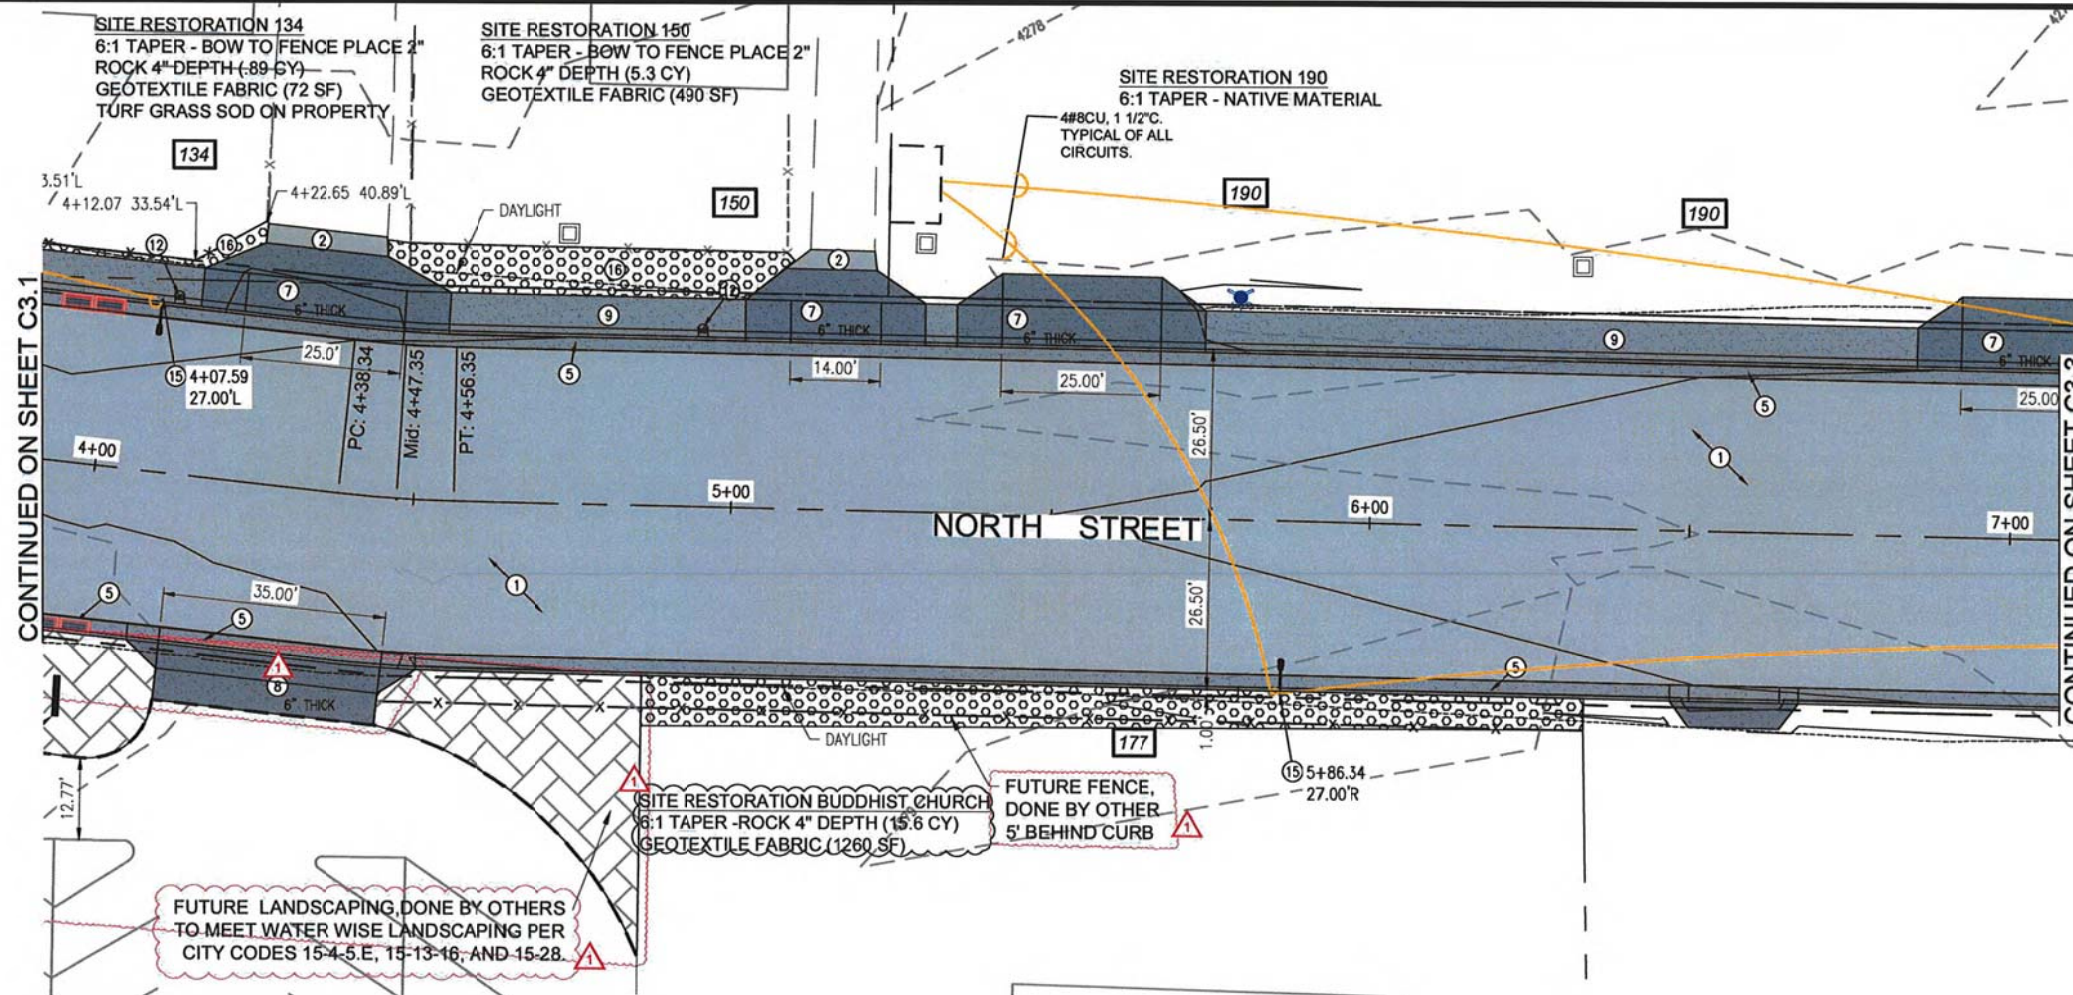 SITE RESTORATION 134
6:1 TAPER - BOW TO FENCE PLACE 2"
ROCK 4" DEPTH (.89 CY)
GEOTEXTILE FABRIC (72 SF)
TURF GRASS SOD ON PROPERTY
SITE RESTORATION 150
6:1 TAPER - BOW TO FENCE PLACE 2"
ROCK 4" DEPTH (5.3 CY)
GEOTEXTILE FABRIC (490 SF)
4278
SITE RESTORATION 190
6:1 TAPER - NATIVE MATERIAL
4#8CU, 1 1/2"C.
TYPICAL OF ALL
CIRCUITS.
134
150
190
190
3.51'L
4+12.07 33.54'L
4+22.65 40.89'L
DAYLIGHT
12
16
2
16
2
7
6" THICK
9
12
7
6" THICK
7
6" THICK
9
7
6" THICK
CONTINUED ON SHEET C3.1
15 4+07.59
27.00'L
25.0'
PC: 4+38.34
Mid: 4+47.35
PT: 4+56.35
5
14.00'
25.00'
26.50'
5
25.00
1
4+00
5+00
NORTH STREET
6+00
7+00
CONTINUED ON SHEET C3.3
1
35.00'
5
5
26.50'
5
1
8
6" THICK
DAYLIGHT
177
1.00'
15 5+86.34
27.00'R
12.77'
1
SITE RESTORATION BUDDHIST CHURCH
6:1 TAPER -ROCK 4" DEPTH (15.6 CY)
GEOTEXTILE FABRIC (1260 SF)
FUTURE FENCE,
DONE BY OTHER
5' BEHIND CURB
1
FUTURE LANDSCAPING,DONE BY OTHERS
TO MEET WATER WISE LANDSCAPING PER
CITY CODES 15-4-5.E, 15-13-16, AND 15-28.
1